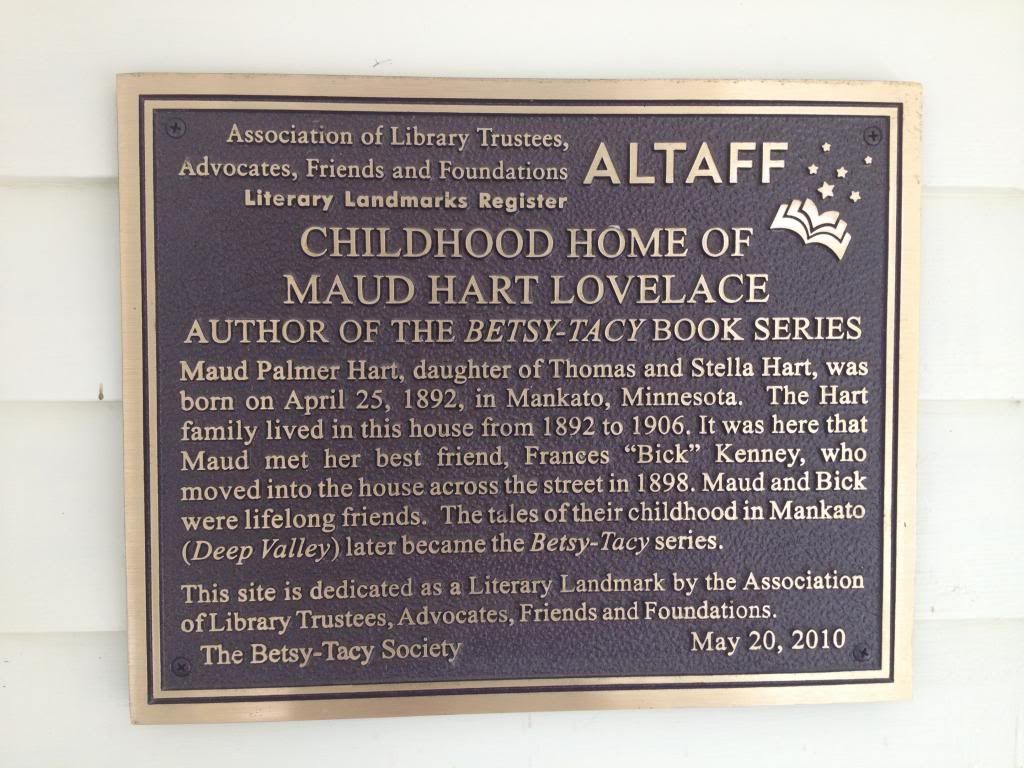 Association of Library Trustees,
Advocates, Friends and Foundations
Literary Landmarks Register
ALTAFF
CHILDHOOD HOME OF
MAUD HART LOVELACE
AUTHOR OF THE BETSY-TACY BOOK SERIES
Maud Palmer Hart, daughter of Thomas and Stella Hart, was
born on April 25, 1892, in Mankato, Minnesota. The Hart
family lived in this house from 1892 to 1906. It was here that
Maud met her best friend, Frances “Bick” Kenney, who
moved into the house across the street in 1898. Maud and Bick
were lifelong friends. The tales of their childhood in Mankato
(Deep Valley) later became the Betsy-Tacy series.
This site is dedicated as a Literary Landmark by the Association
of Library Trustees, Advocates, Friends and Foundations.
The Betsy-Tacy Society
May 20, 2010